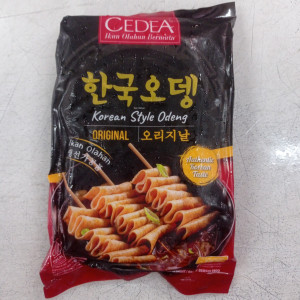 CEDEA
Ikan Olahan Bermutu
한국오뎅
Korean Style Odeng
ORIGINAL 오리지날
Ikan Olahan
Authentic
Korean
Taste